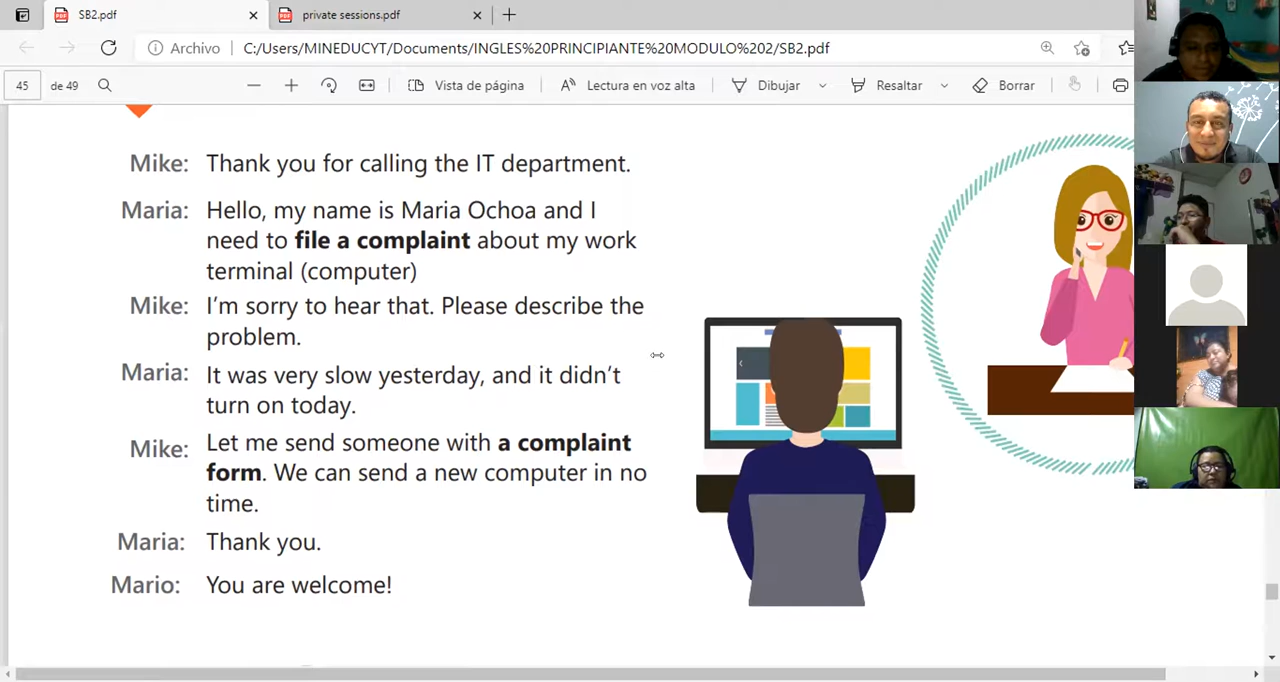 SB2.pdf
private sessions.pdf
Archivo
C:/Users/MINEDUCYT/Documents/INGLES%20PRINCIPIANTE%20MODULO%202/SB2.pdf
45 de 49
Vista de página
Lectura en voz alta
Dibujar
Resaltar
Borrar
Mike: Thank you for calling the IT department.
Maria: Hello, my name is Maria Ochoa and I
need to file a complaint about my work
terminal (computer)
Mike: I'm sorry to hear that. Please describe the
problem.
Maria: It was very slow yesterday, and it didn't
turn on today.
Mike: Let me send someone with a complaint
form. We can send a new computer in no
time.
Maria: Thank you.
Mario: You are welcome!